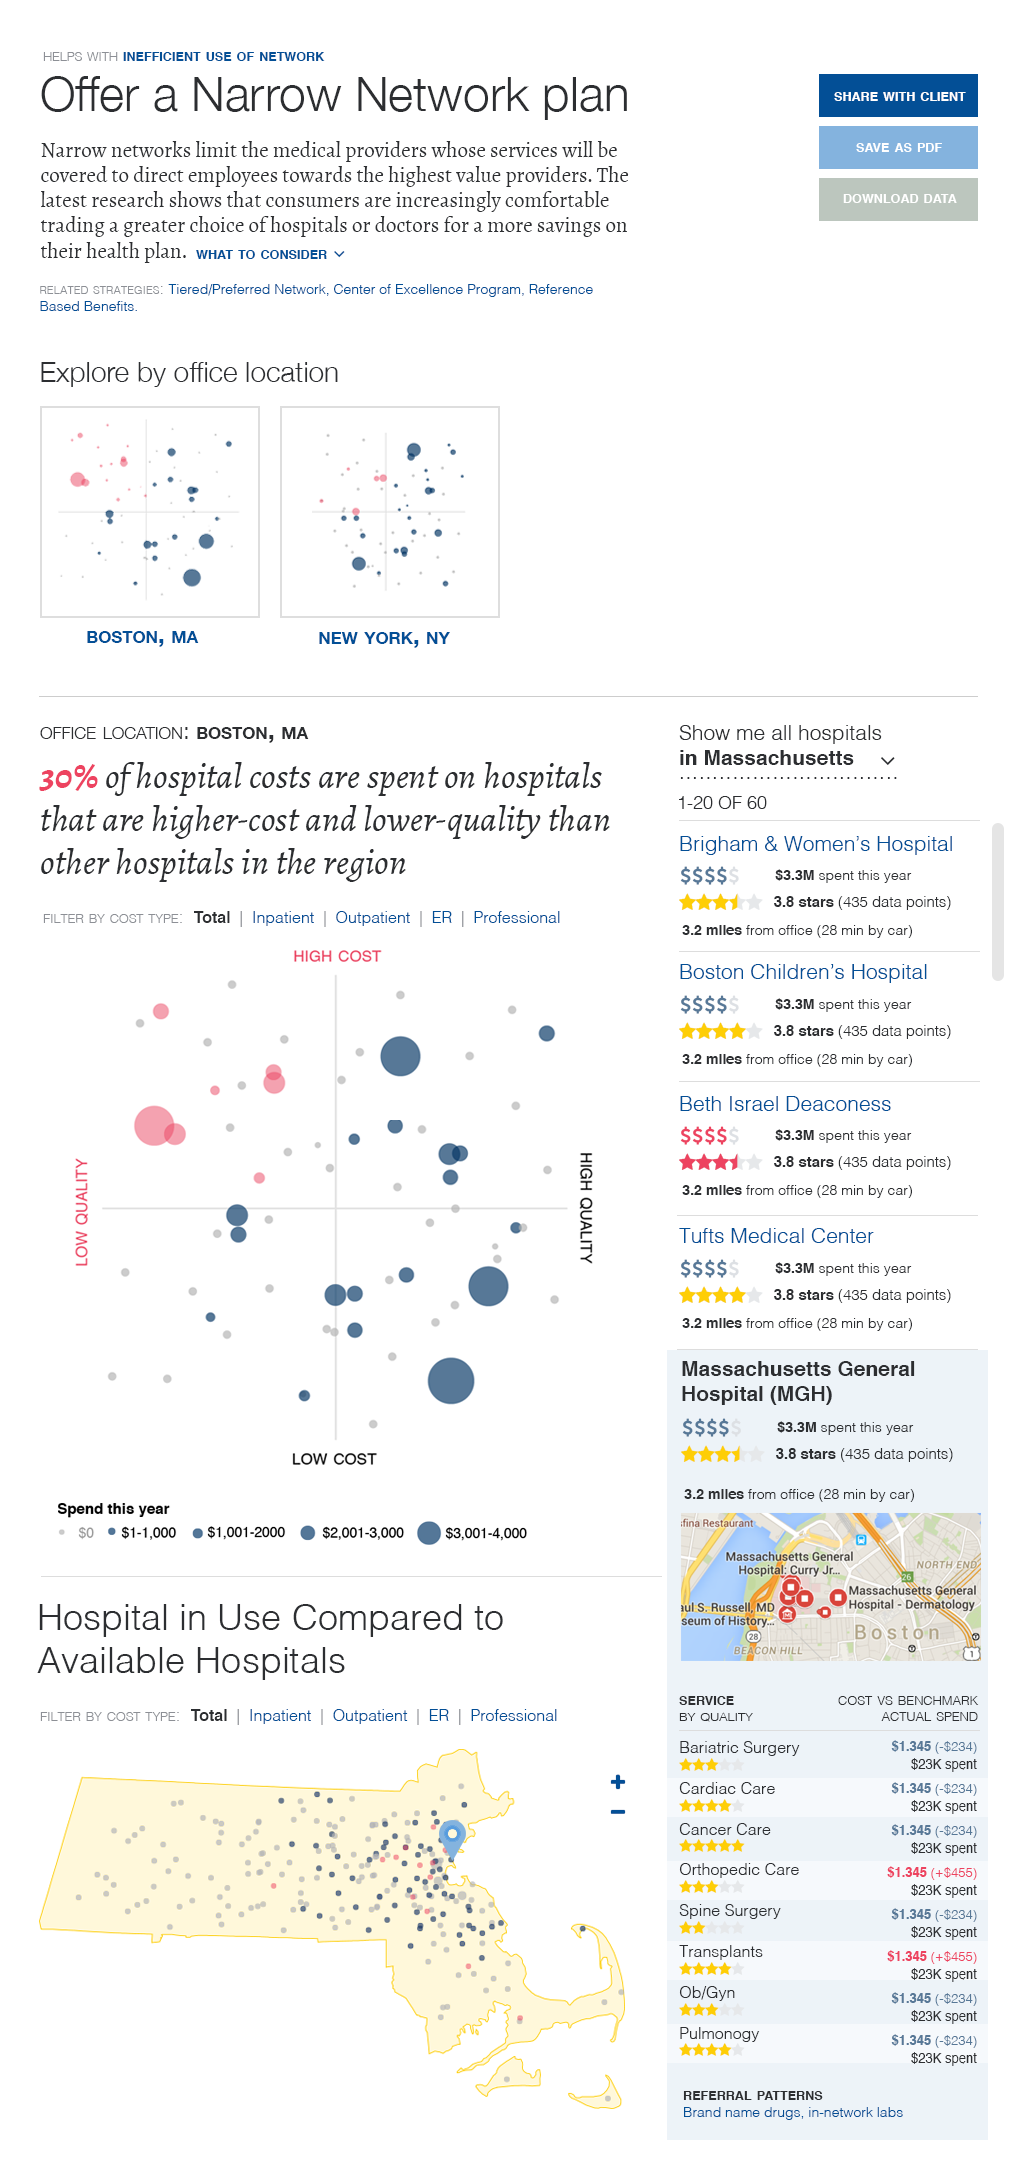 HELPS WITH INEFFICIENT USE OF NETWORK
Offer a Narrow Network plan
Narrow networks limit the medical providers whose services will be
covered to direct employees towards the highest value providers. The
latest research shows that consumers are increasingly comfortable
trading a greater choice of hospitals or doctors for a more savings on
their health plan. WHAT TO CONSIDER
RELATED STRATEGIES: Tiered/Preferred Network, Center of Excellence Program, Reference
Based Benefits.
SHARE WITH CLIENT
SAVE AS PDF
DOWNLOAD DATA
Explore by office location
BOSTON, MA
NEW YORK, NY
OFFICE LOCATION: BOSTON, MA
30% of hospital costs are spent on hospitals
that are higher-cost and lower-quality than
other hospitals in the region
FILTER BY COST TYPE: Total | Inpatient | Outpatient | ER | Professional
HIGH COST
LOW QUALITY
HIGH QUALITY
LOW COST
Spend this year
$0 $1-1,000 $1,001-2000 $2,001-3,000 $3,001-4,000
Hospital in Use Compared to
Available Hospitals
FILTER BY COST TYPE: Total | Inpatient | Outpatient | ER | Professional
+
−
Show me all hospitals
in Massachusetts
1-20 OF 60
Brigham & Women's Hospital
$$$$$ $3.3M spent this year
3.8 stars (435 data points)
3.2 miles from office (28 min by car)
Boston Children's Hospital
$$$$$ $3.3M spent this year
3.8 stars (435 data points)
3.2 miles from office (28 min by car)
Beth Israel Deaconess
$$$$$ $3.3M spent this year
3.8 stars (435 data points)
3.2 miles from office (28 min by car)
Tufts Medical Center
$$$$$ $3.3M spent this year
3.8 stars (435 data points)
3.2 miles from office (28 min by car)
Massachusetts General
Hospital (MGH)
$$$$$ $3.3M spent this year
3.8 stars (435 data points)
3.2 miles from office (28 min by car)
fina Restaurant
Massachusetts General
Hospital: Curry Jr...
NORTH END
26
Massachusetts General
Hospital - Dermatology
aul S. Russell, MD
seum of History...
28
Boston
BEACON HILL
1
SERVICE
BY QUALITY
COST VS BENCHMARK
ACTUAL SPEND
Bariatric Surgery $1.345 (-$234)
$23K spent
Cardiac Care $1.345 (-$234)
$23K spent
Cancer Care $1.345 (-$234)
$23K spent
Orthopedic Care $1.345 (+$455)
$23K spent
Spine Surgery $1.345 (-$234)
$23K spent
Transplants $1.345 (+$455)
$23K spent
Ob/Gyn $1.345 (-$234)
$23K spent
Pulmonogy $1.345 (-$234)
$23K spent
REFERRAL PATTERNS
Brand name drugs, in-network labs